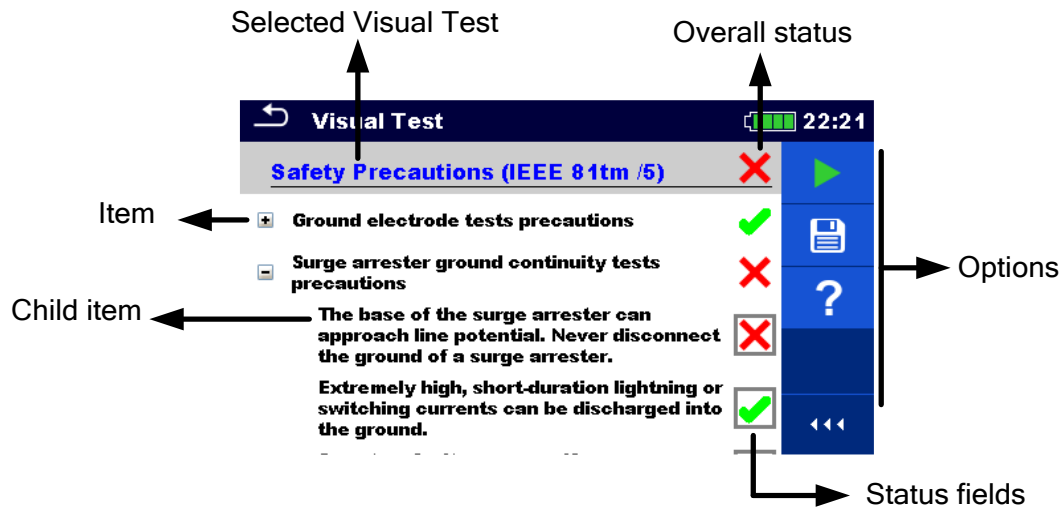 Selected Visual Test
Overall status
Visual Test
22:21
Safety Precautions (IEEE 81tm /5)
Item
Ground electrode tests precautions
Surge arrester ground continuity tests
precautions
Options
Child item
The base of the surge arrester can
approach line potential. Never disconnect
the ground of a surge arrester.
?
Extremely high, short-duration lightning or
switching currents can be discharged into
the ground.
Status fields